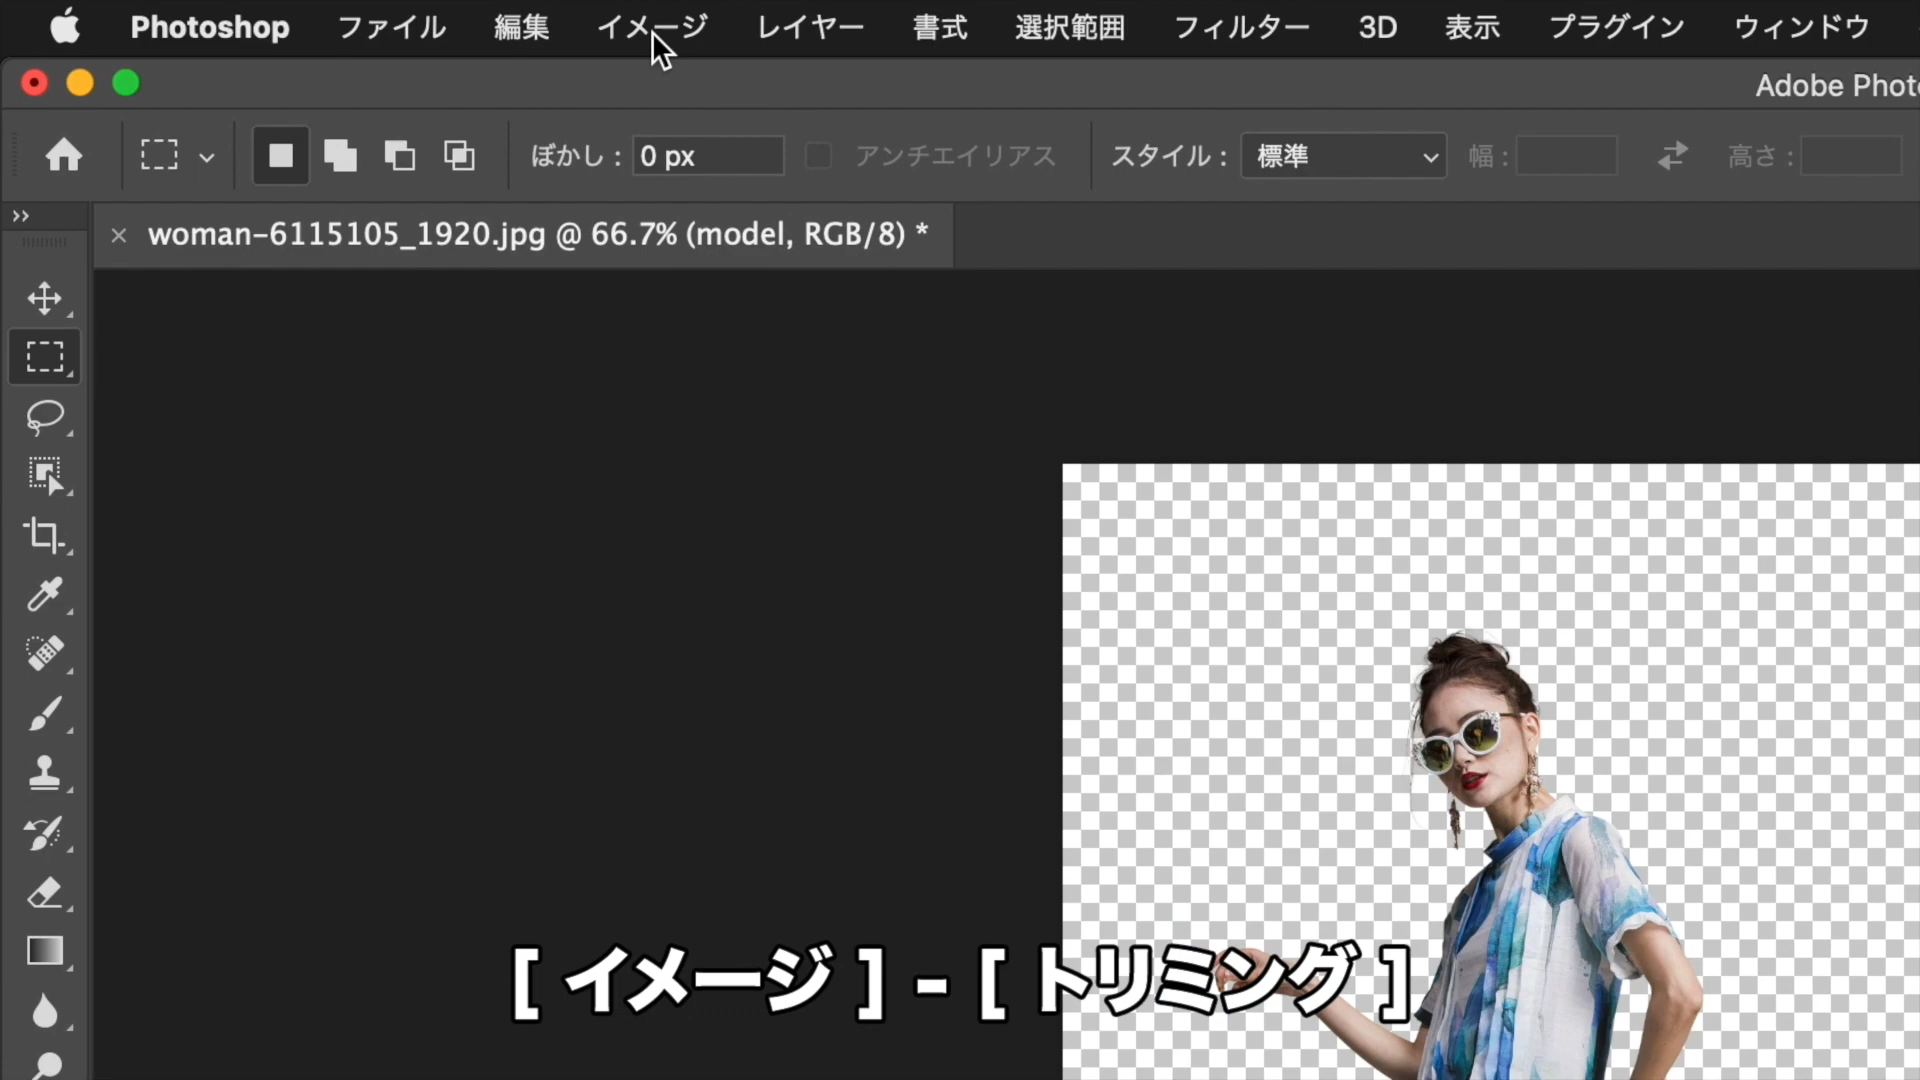 Photoshop ファイル 編集 イメージ レイヤー 書式 選択範囲 フィルター 3D 表示 プラグイン ウィンドウ
Adobe Phot
ぼかし : 0 px アンチエイリアス スタイル : 標準 幅 : 高さ :
woman-6115105_1920.jpg @ 66.7% (model, RGB/8) *
[ イメージ ] - [ トリミング ]